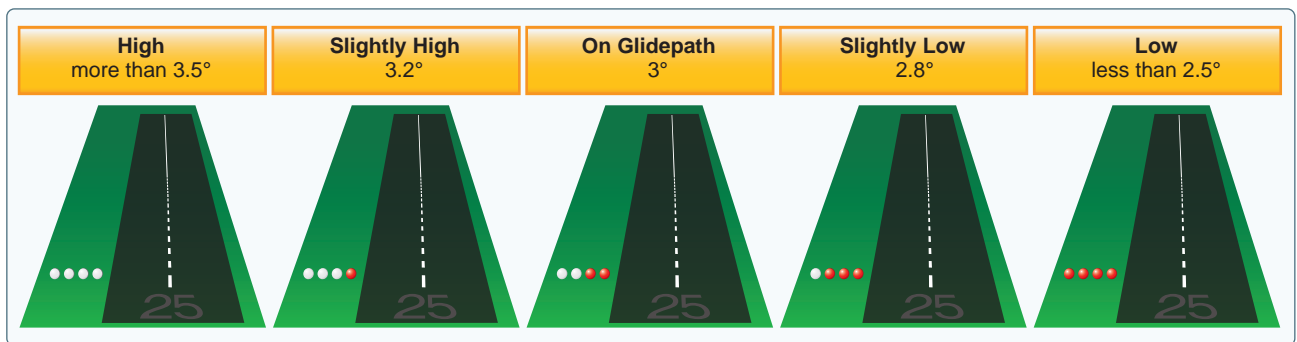 High
more than 3.5°
Slightly High
3.2°
On Glidepath
3°
Slightly Low
2.8°
Low
less than 2.5°
25
25
25
25
25